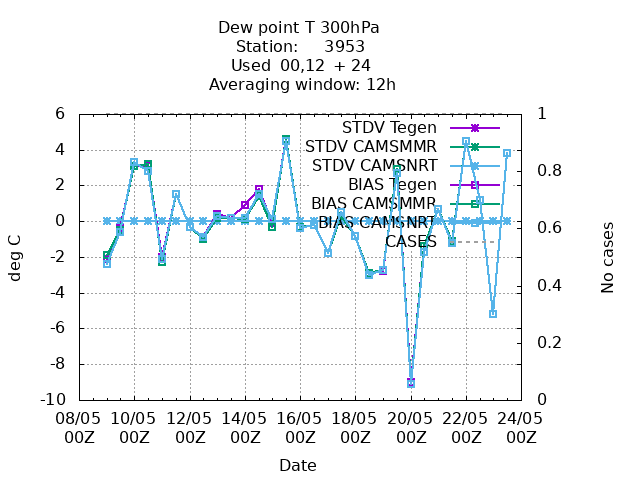 Dew point T 300hPa
Station: 3953
Used 00,12 + 24
Averaging window: 12h
6
4
2
0
-2
-4
-6
-8
-10
deg C
1
0.8
0.6
0.4
0.2
0
No cases
STDV Tegen
STDV CAMSMMR
STDV CAMSNRT
BIAS Tegen
BIAS CAMSMMR
BIAS CAMSNRT
CASES
08/05 10/05 12/05 14/05 16/05 18/05 20/05 22/05 24/05
00Z 00Z 00Z 00Z 00Z 00Z 00Z 00Z 00Z
Date